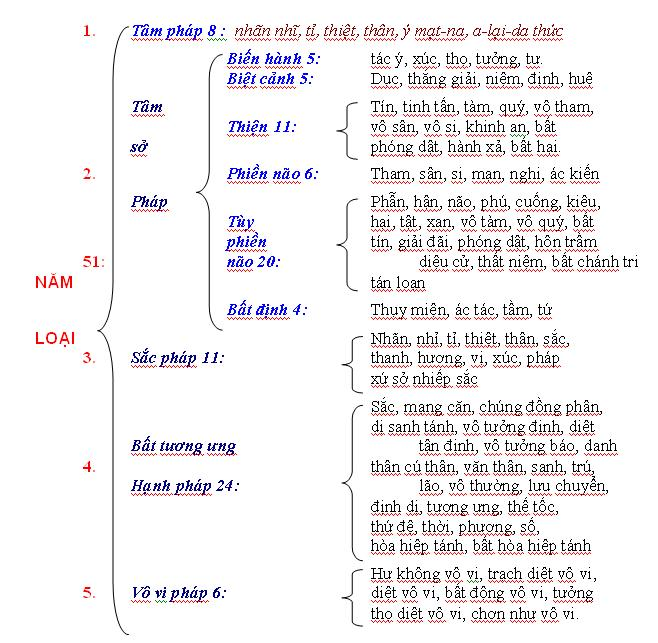 1. Tâm pháp 8 : nhãn nhĩ, tỉ, thiệt, thân, ý mạt-na, a-lại-da thức
Biến hành 5: tác ý, xúc, thọ, tưởng, tư.
Biệt cảnh 5: Dục, thắng giải, niệm, định, huệ
Tâm
Thiện 11: Tín, tinh tấn, tàm, quý, vô tham,
vô sân, vô si, khinh an, bất
phóng dật, hành xả, bất hại.
sở
2. Phiền não 6: Tham, sân, si, mạn, nghi, ác kiến
Pháp
Tùy
phiền
não 20: Phẫn, hận, não, phú, cuống, kiêu,
hại, tật, xan, vô tàm, vô quý, bất
tín, giải đãi, phóng dật, hôn trầm
diệu cử, thất niệm, bất chánh tri
tán loạn
51:
NĂM
LOẠI
Bất định 4: Thuỵ miên, ác tác, tầm, tứ
3. Sắc pháp 11: Nhãn, nhỉ, tỉ, thiệt, thân, sắc,
thanh, hương, vị, xúc, pháp
xứ sở nhiếp sắc
4. Bất tương ưng
Hạnh pháp 24: Sắc, mạng căn, chúng đồng phân,
dị sanh tánh, vô tưởng định, diệt
tận định, vô tưởng báo, danh
thân cú thân, văn thân, sanh, trú,
lão, vô thường, lưu chuyển,
định dị, tương ưng, thế tốc,
thứ đệ, thời, phương, số,
hòa hiệp tánh, bất hòa hiệp tánh
5. Vô vi pháp 6: Hư không vô vi, trạch diệt vô vi,
diệt vô vi, bất động vô vi, tưởng
thọ diệt vô vi, chơn như vô vi.